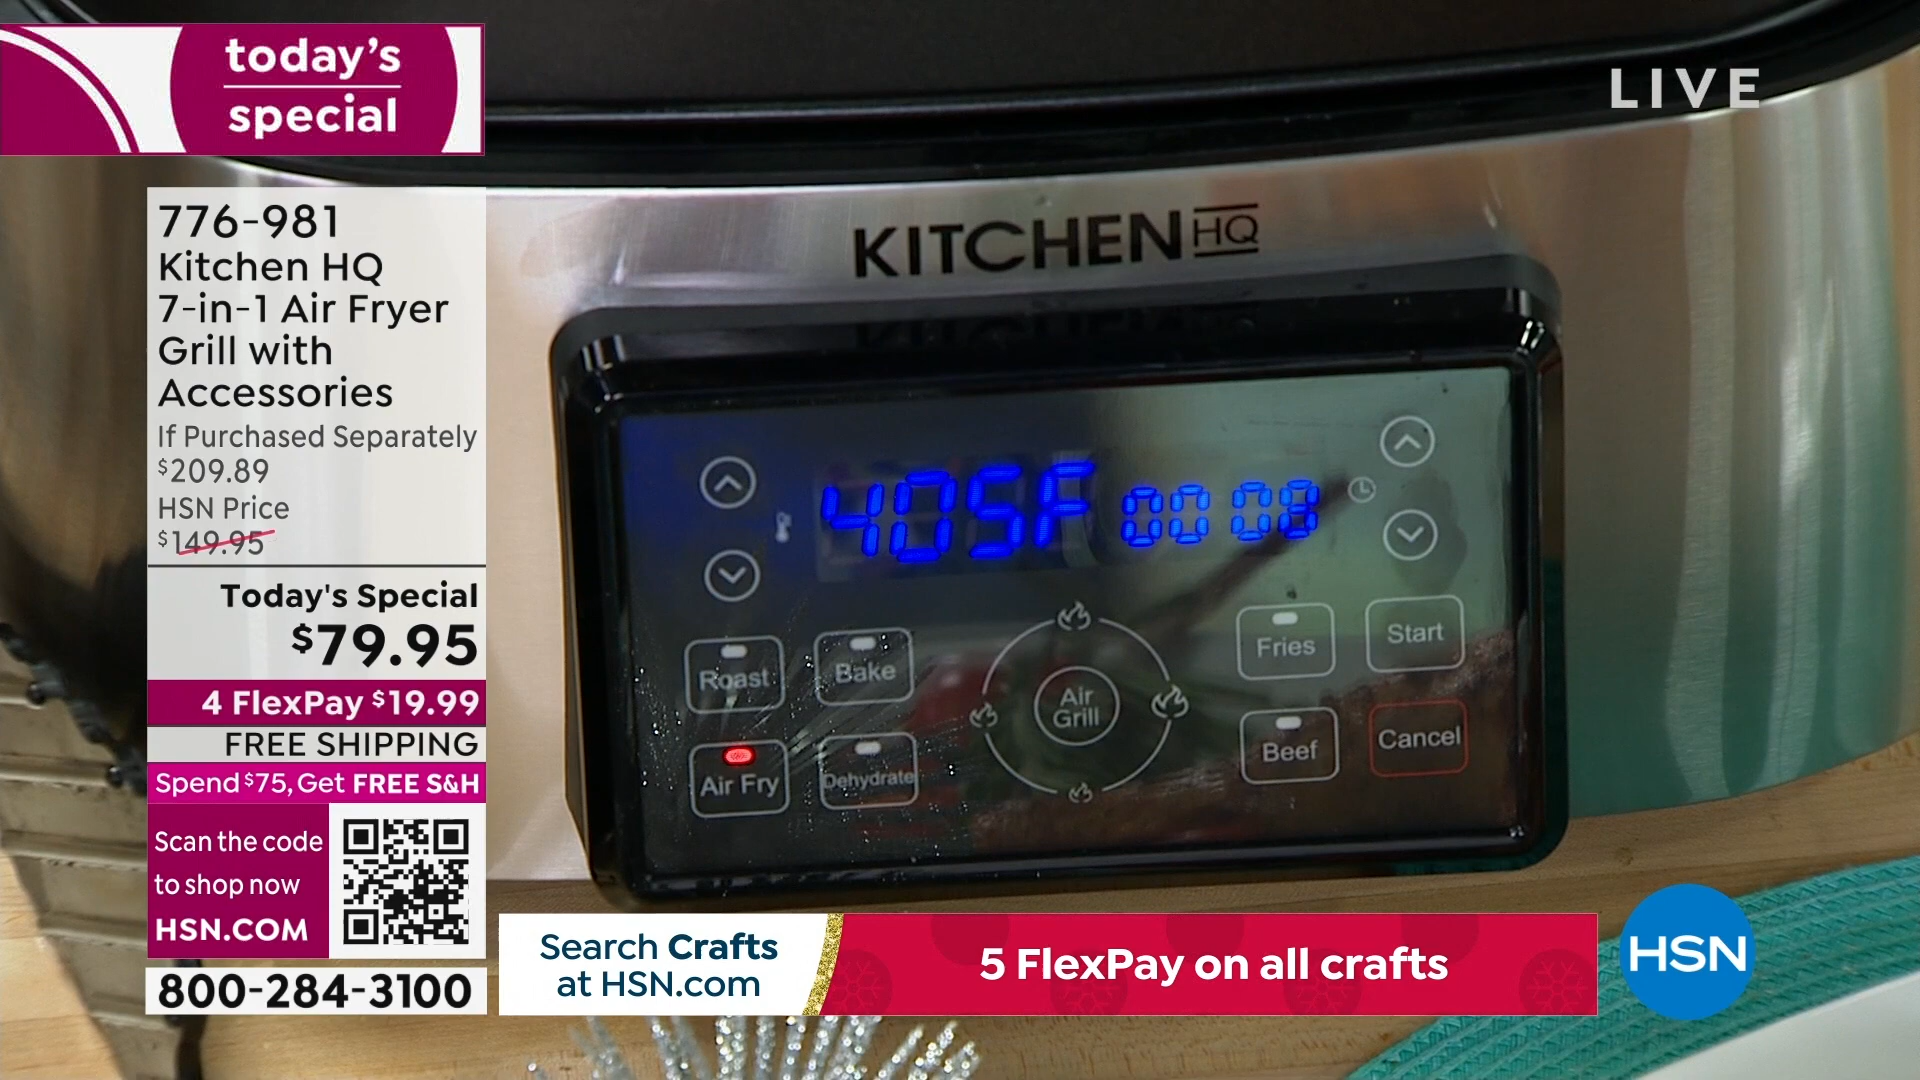 today's
special
LIVE
776-981
Kitchen HQ
7-in-1 Air Fryer
Grill with
Accessories
If Purchased Separately
$209.89
HSN Price
$149.95
Today's Special
$79.95
4 FlexPay $19.99
FREE SHIPPING
Spend $75, Get FREE S&H
Scan the code
to shop now
HSN.COM
800-284-3100
KITCHEN HQ
405F 00 08
Roast
Bake
Air Fry
Dehydrate
Air
Grill
Fries
Start
Beef
Cancel
Search Crafts
at HSN.com
5 FlexPay on all crafts
HSN